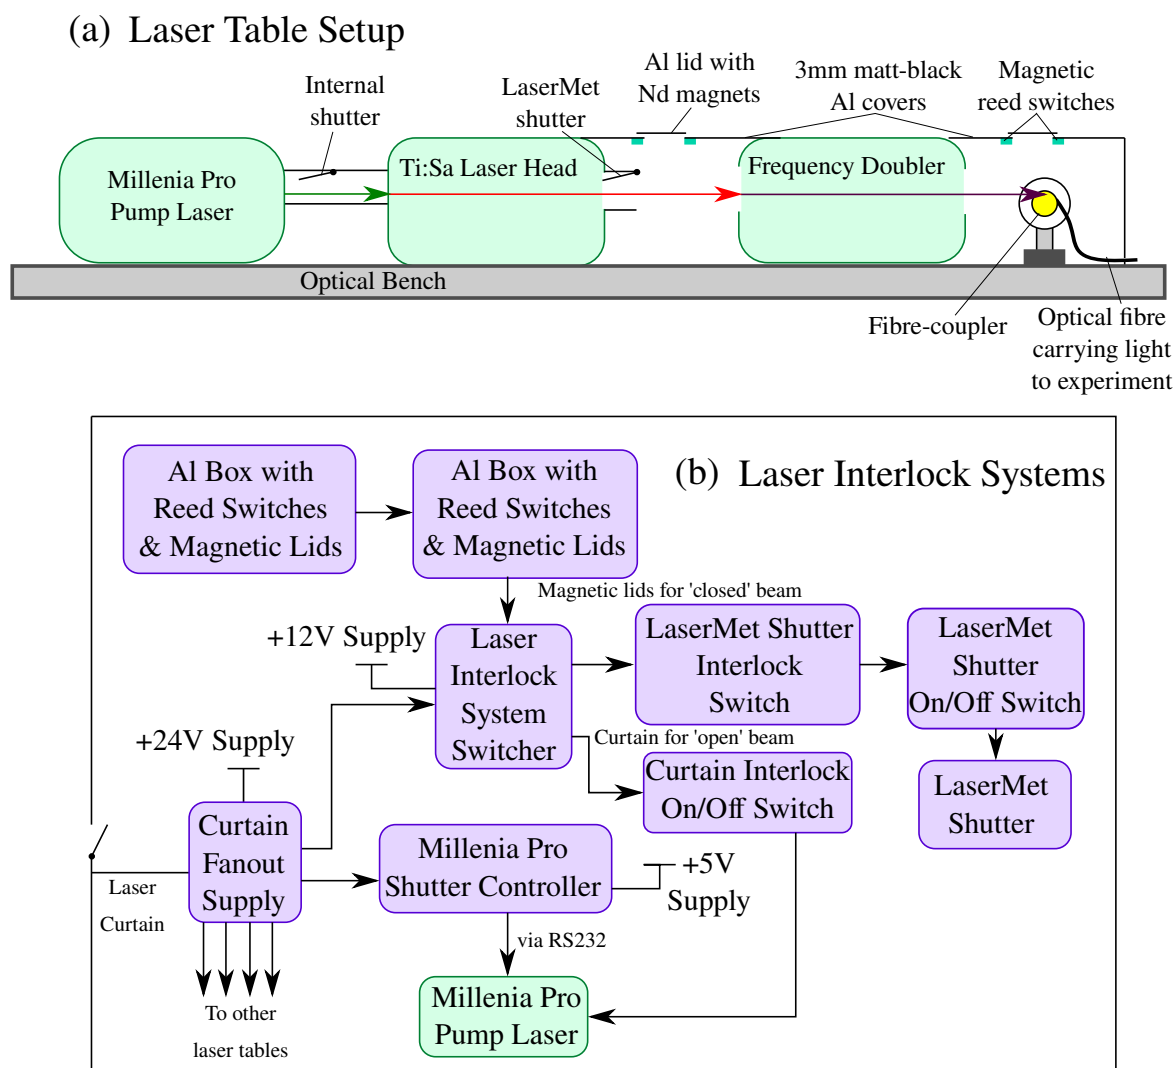 (a) Laser Table Setup
Internal
shutter
LaserMet
shutter
Al lid with
Nd magnets
3mm matt-black
Al covers
Magnetic
reed switches
Millenia Pro
Pump Laser
Ti:Sa Laser Head
Frequency Doubler
Optical Bench
Fibre-coupler
Optical fibre
carrying light
to experiment
(b) Laser Interlock Systems
Al Box with
Reed Switches
& Magnetic Lids
Al Box with
Reed Switches
& Magnetic Lids
Magnetic lids for 'closed' beam
+12V Supply
Laser
Interlock
System
Switcher
LaserMet Shutter
Interlock
Switch
LaserMet
Shutter
On/Off Switch
+24V Supply
Curtain for 'open' beam
Curtain Interlock
On/Off Switch
LaserMet
Shutter
Curtain
Fanout
Supply
Millenia Pro
Shutter Controller
+5V
Supply
Laser
Curtain
via RS232
Millenia Pro
Pump Laser
To other
laser tables